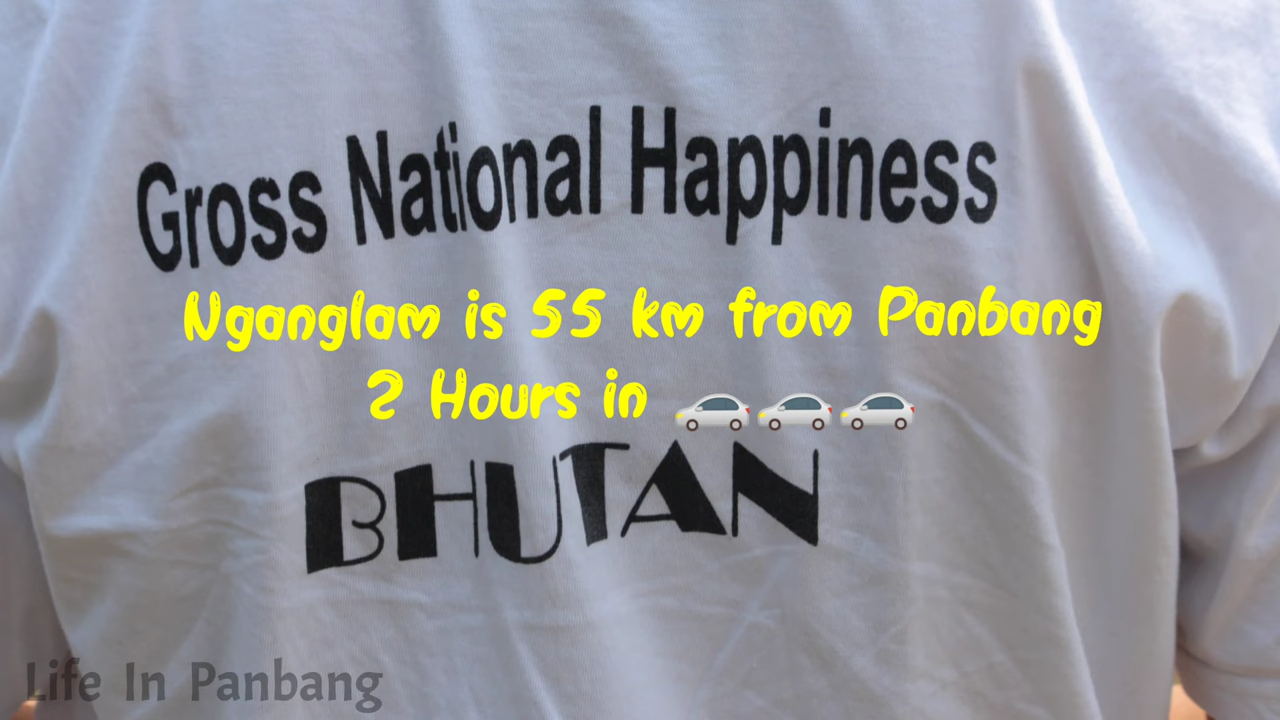 Gross National Happiness
Nganglam is 55 km from Panbang
2 Hours in 🚗🚗🚗
BHUTAN
Life In Panbang